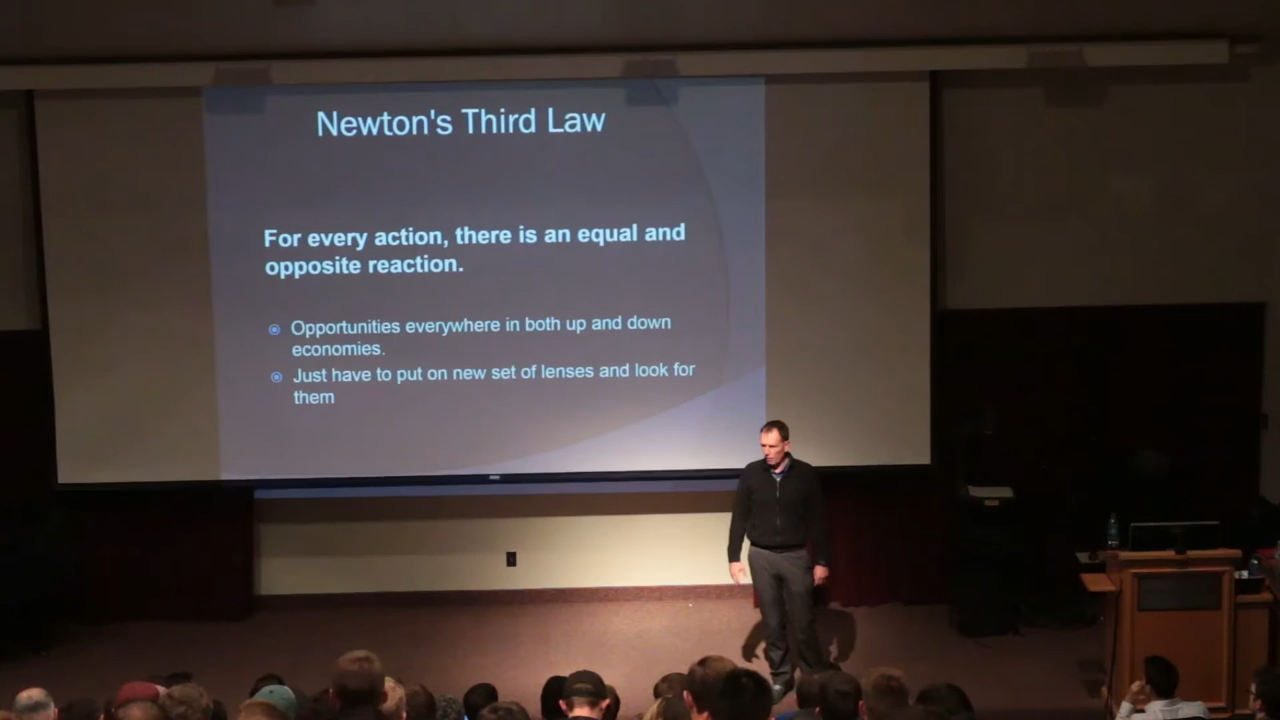 Newton's Third Law
For every action, there is an equal and
opposite reaction.
Opportunities everywhere in both up and down
economies.
Just have to put on new set of lenses and look for
them